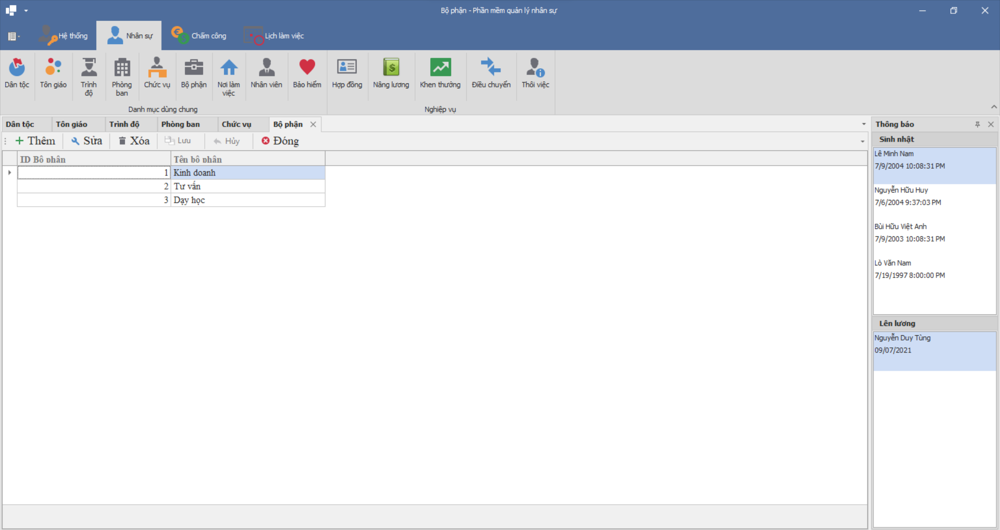 Bộ phận - Phần mềm quản lý nhân sự
Hệ thống
Nhân sự
Chấm công
Lịch làm việc
Dân tộc
Tôn giáo
Trình độ
Phòng ban
Chức vụ
Bộ phận
Nơi làm việc
Nhân viên
Bảo hiểm
Hợp đồng
Nâng lương
Khen thưởng
Điều chuyển
Thôi việc
Danh mục dùng chung
Nghiệp vụ
Dân tộc
Tôn giáo
Trình độ
Phòng ban
Chức vụ
Bộ phận
Thêm
Sửa
Xóa
Lưu
Hủy
Đóng
ID Bộ phận
Tên bộ phận
1 Kinh doanh
2 Tư vấn
3 Dạy học
Thông báo
Sinh nhật
Lê Minh Nam
7/9/2004 10:08:31 PM
Nguyễn Hữu Huy
7/6/2004 9:37:03 PM
Bùi Hữu Việt Anh
7/9/2003 10:08:31 PM
Lò Văn Nam
7/19/1997 8:00:00 PM
Lên lương
Nguyễn Duy Tùng
09/07/2021